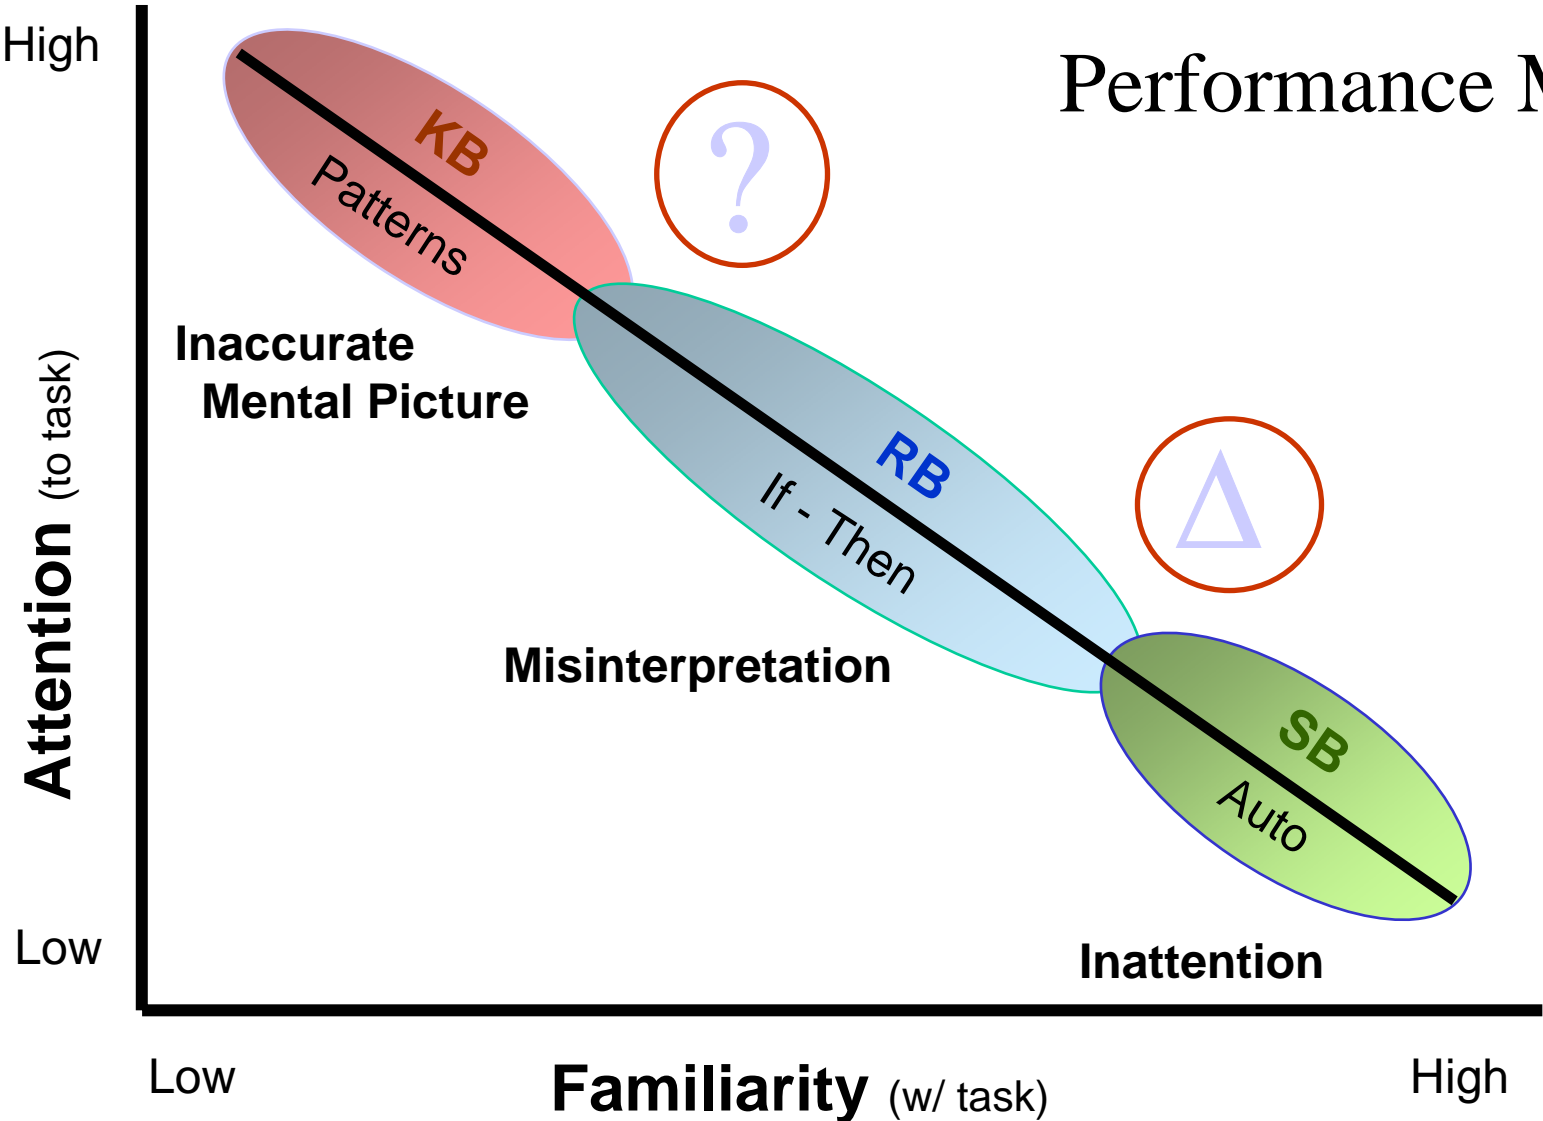 High
Performance
KB
Patterns
?
Inaccurate
Mental Picture
Attention (to task)
RB
If - Then
Δ
Misinterpretation
SB
Auto
Low
Inattention
Low
Familiarity (w/ task)
High